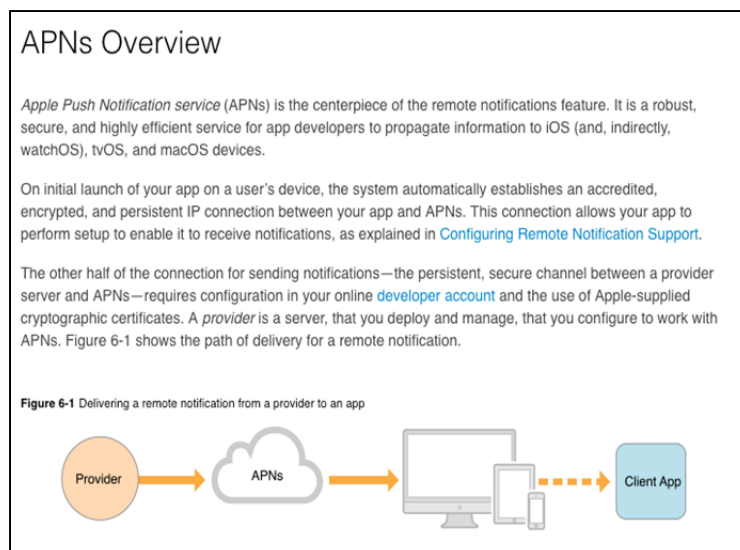 APNs Overview
Apple Push Notification service (APNs) is the centerpiece of the remote notifications feature. It is a robust,
secure, and highly efficient service for app developers to propagate information to iOS (and, indirectly,
watchOS), tvOS, and macOS devices.
On initial launch of your app on a user's device, the system automatically establishes an accredited,
encrypted, and persistent IP connection between your app and APNs. This connection allows your app to
perform setup to enable it to receive notifications, as explained in Configuring Remote Notification Support.
The other half of the connection for sending notifications—the persistent, secure channel between a provider
server and APNs—requires configuration in your online developer account and the use of Apple-supplied
cryptographic certificates. A provider is a server, that you deploy and manage, that you configure to work with
APNs. Figure 6-1 shows the path of delivery for a remote notification.
Figure 6-1 Delivering a remote notification from a provider to an app
Provider
APNs
Client App